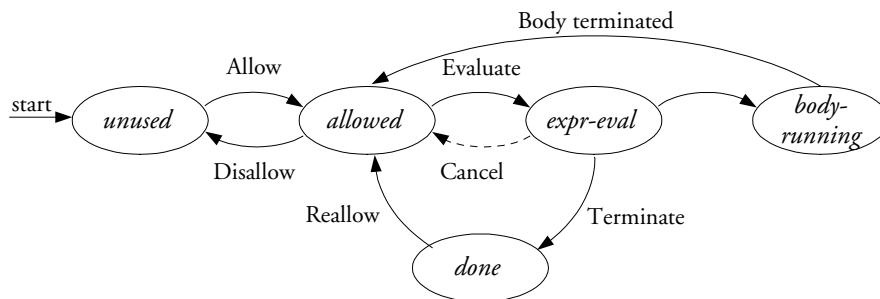 Body terminated
Allow
Evaluate
start
unused
allowed
expr-eval
body-
running
Disallow
Cancel
Reallow
Terminate
done